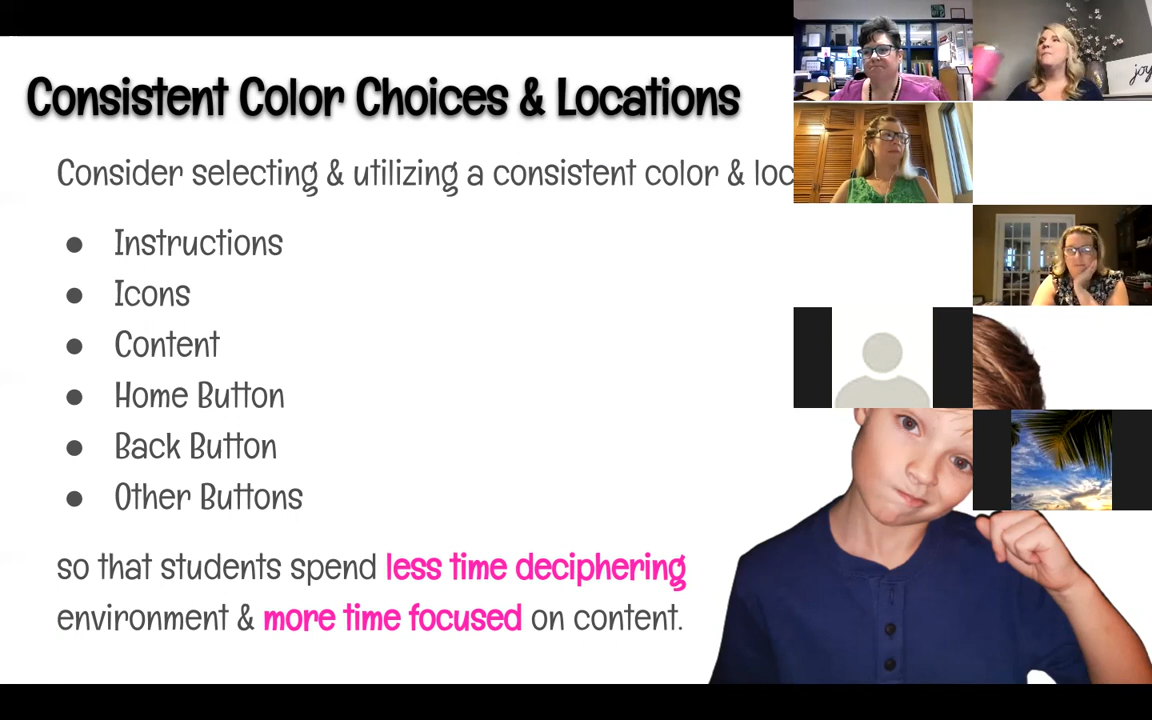 Consistent Color Choices & Locations
Consider selecting & utilizing a consistent color & loc
● Instructions
● Icons
● Content
● Home Button
● Back Button
● Other Buttons
so that students spend less time deciphering
environment & more time focused on content.
joy